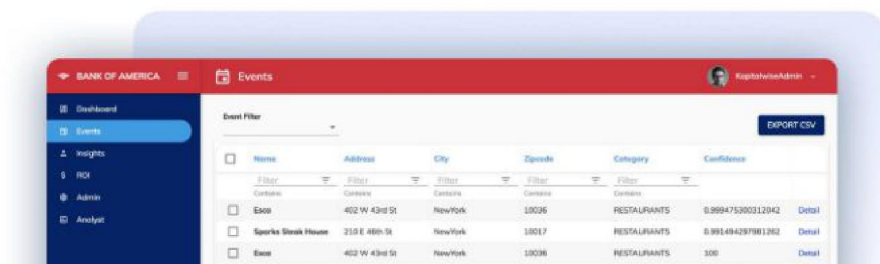 BANK OF AMERICA
Events
KapitalwiseAdmin
Dashboard
Events
Insights
$ ROI
Admin
Analyst
Event Filter
EXPORT CSV
Name Address City Zipcode Category Confidence
Filter Filter Filter Filter Filter
Contains Contains Contains Contains Contains
Esco 402 W 43rd St NewYork 10036 RESTAURANTS 0.999475300312042 Detail
Sparks Steak House 210 E 46th St NewYork 10017 RESTAURANTS 0.991494297981262 Detail
Esco 402 W 43rd St NewYork 10036 RESTAURANTS 100 Detail